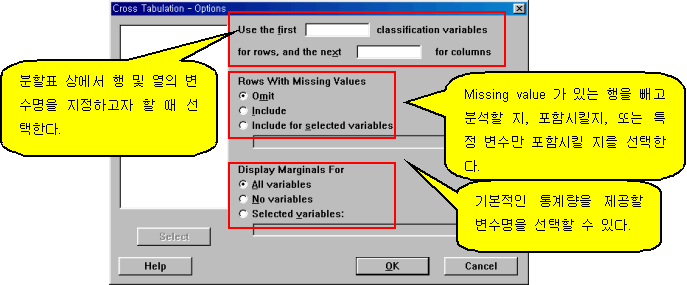 Cross Tabulation - Options
Use the first classification variables
for rows, and the next for columns
분할표 상에서 행 및 열의 변
수명을 지정하고자 할 때 선
택한다.
Rows With Missing Values
Omit
Include
Include for selected variables
Missing value 가 있는 행을 빼고
분석할 지, 포함시킬지, 또는 특
정 변수만 포함시킬 지를 선택한
다.
Display Marginals For
All variables
No variables
Selected variables:
기본적인 통계량을 제공할
변수명을 선택할 수 있다.
Select
Help
OK
Cancel